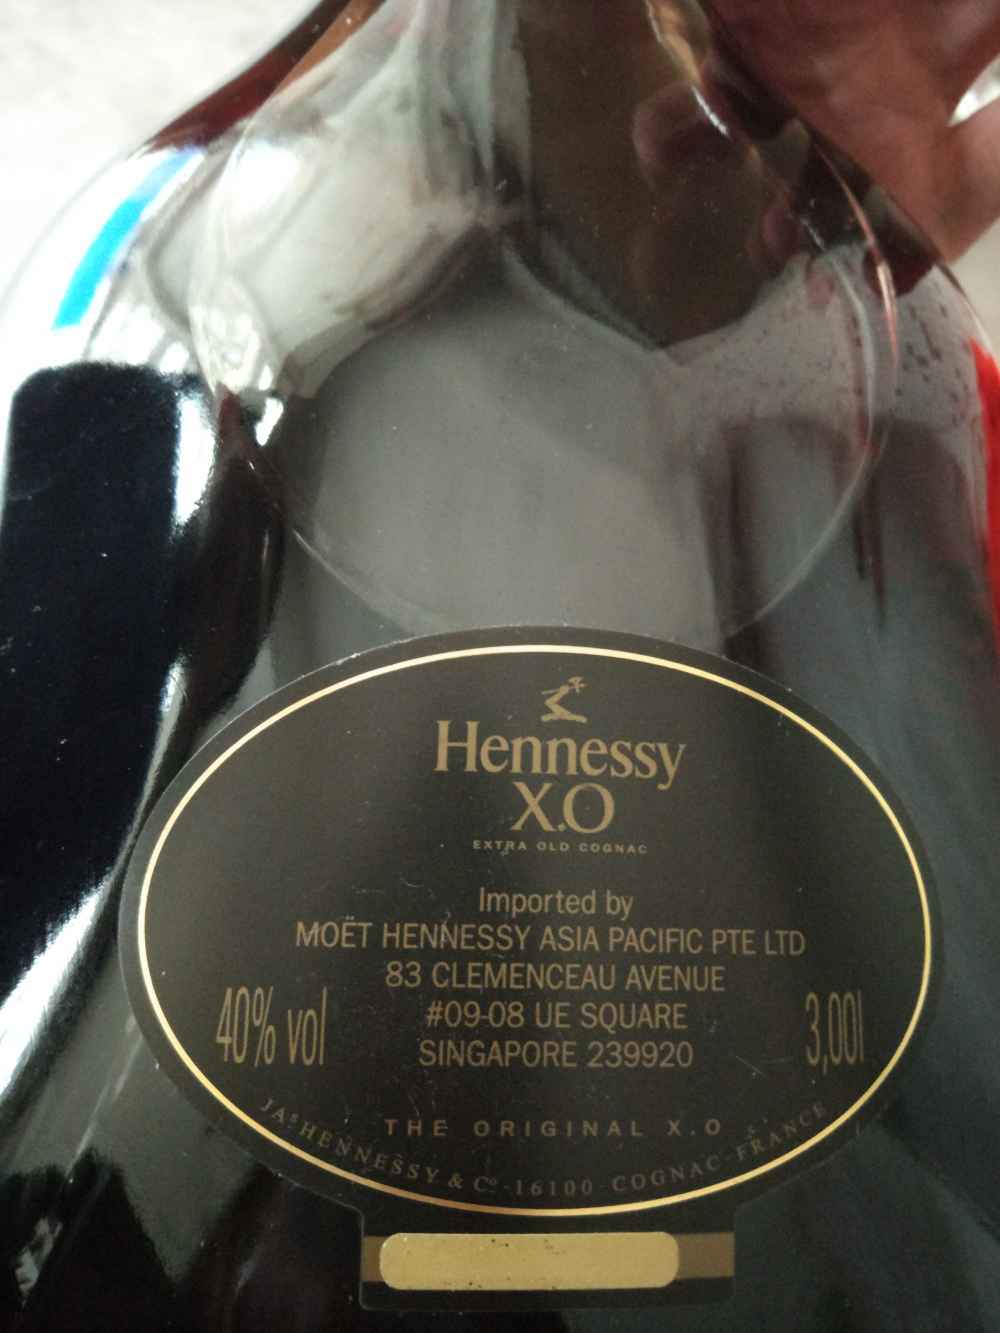 Hennessy
X.O
EXTRA OLD COGNAC
Imported by
MOËT HENNESSY ASIA PACIFIC PTE LTD
83 CLEMENCEAU AVENUE
#09-08 UE SQUARE
SINGAPORE 239920
40% vol
3,00l
THE ORIGINAL X.O
JAS HENNESSY & Cº - 16100 - COGNAC - FRANCE